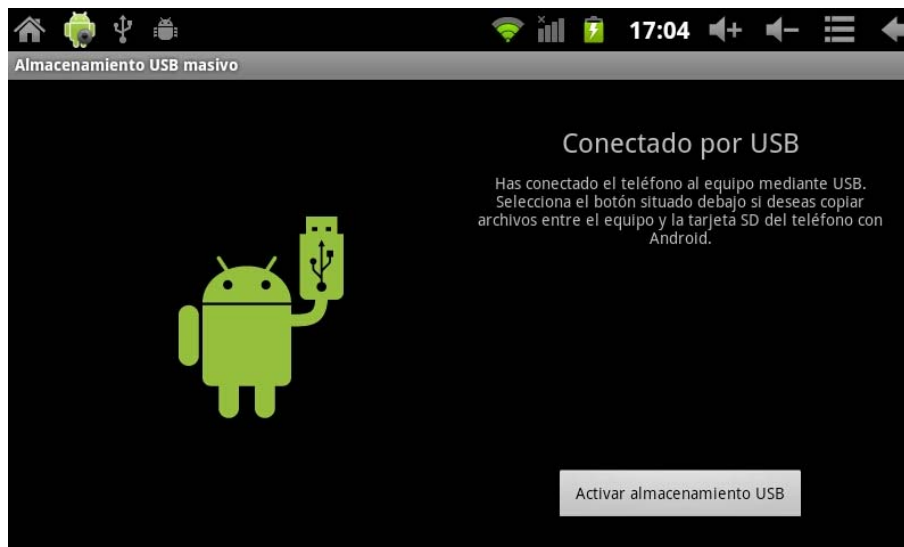 17:04
Almacenamiento USB masivo
Conectado por USB
Has conectado el teléfono al equipo mediante USB.
Selecciona el botón situado debajo si deseas copiar
archivos entre el equipo y la tarjeta SD del teléfono con
Android.
Activar almacenamiento USB